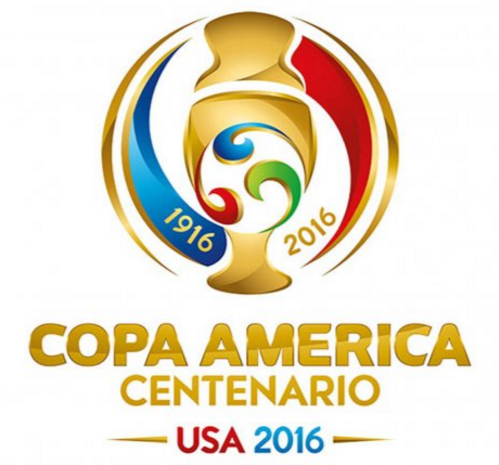 1916
2016
COPA AMERICA
CENTENARIO
USA 2016